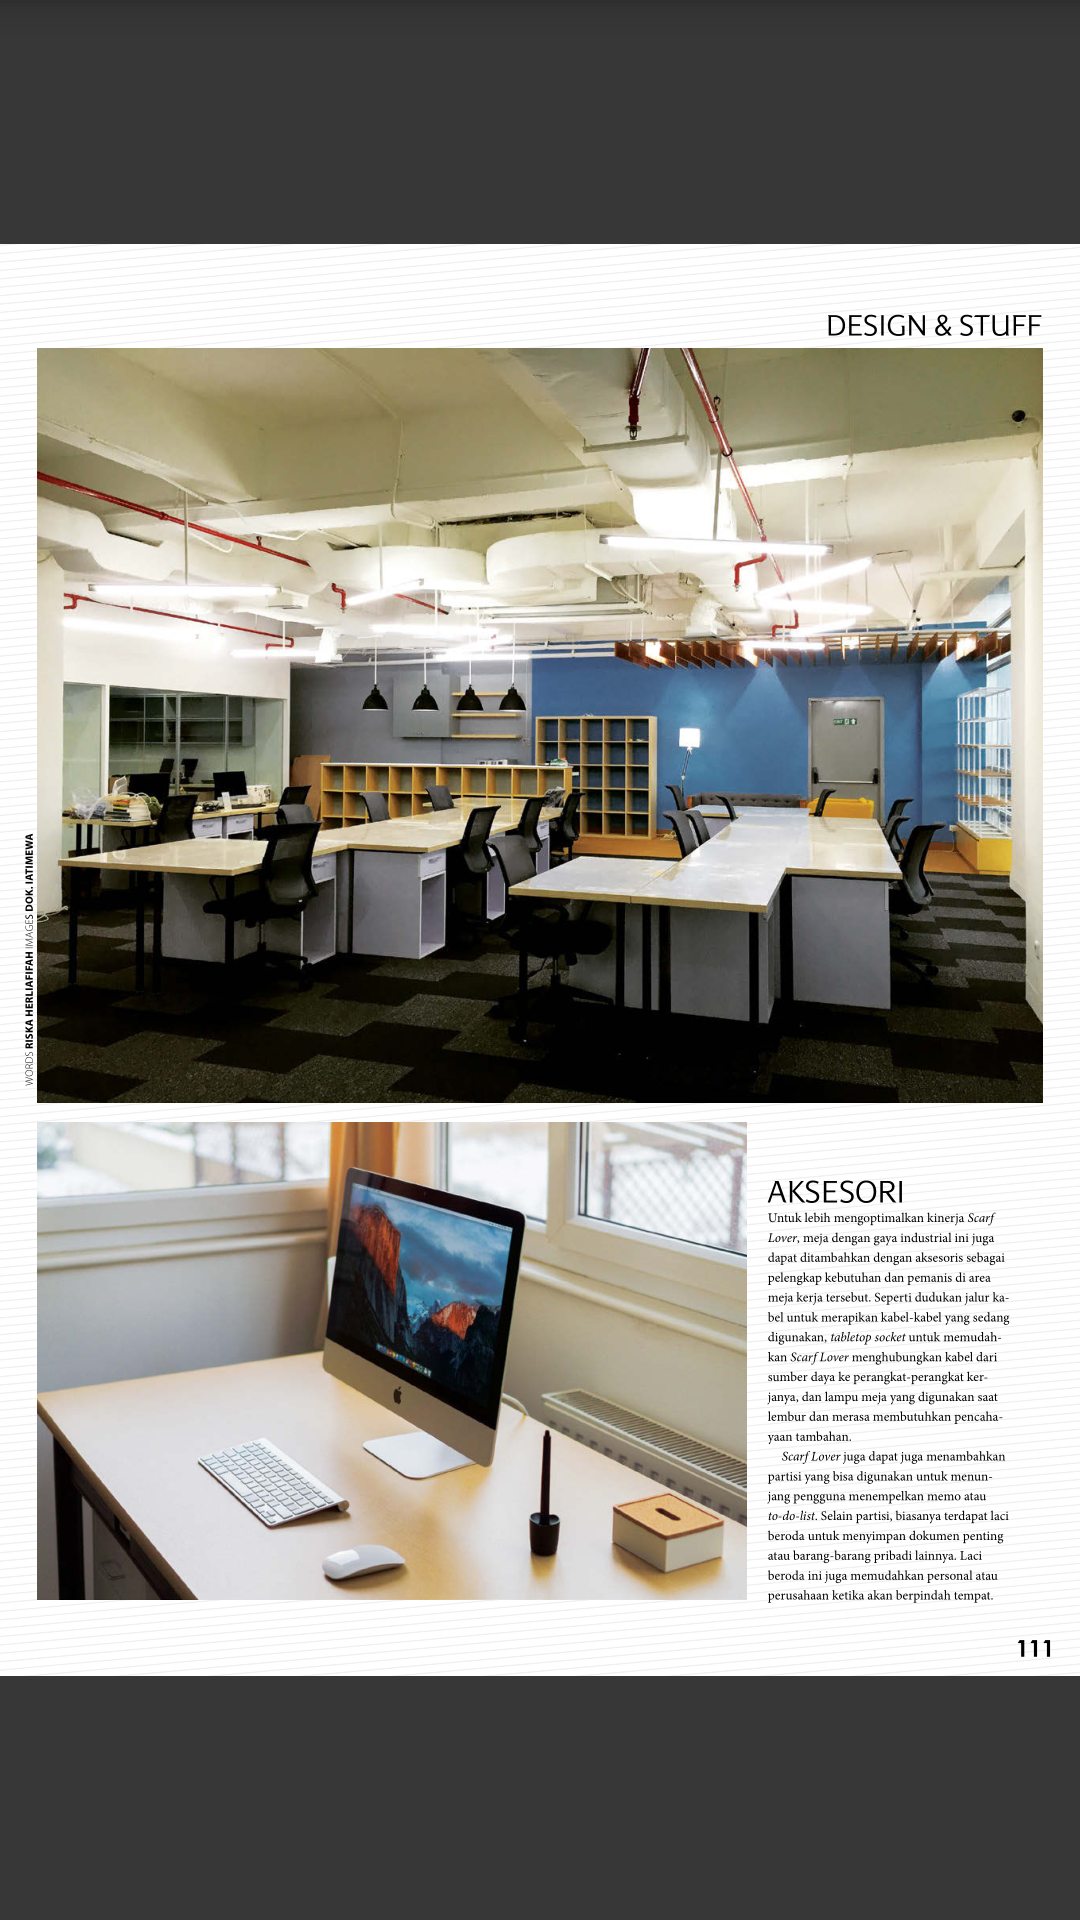 DESIGN & STUFF
WORDS RISKA HERLIAFIFAH IMAGES DOK. IATIMEWA
AKSESORI
Untuk lebih mengoptimalkan kinerja Scarf
Lover, meja dengan gaya industrial ini juga
dapat ditambahkan dengan aksesoris sebagai
pelengkap kebutuhan dan pemanis di area
meja kerja tersebut. Seperti dudukan jalur ka-
bel untuk merapikan kabel-kabel yang sedang
digunakan, tabletop socket untuk memudah-
kan Scarf Lover menghubungkan kabel dari
sumber daya ke perangkat-perangkat ker-
janya, dan lampu meja yang digunakan saat
lembur dan merasa membutuhkan pencaha-
yaan tambahan.
Scarf Lover juga dapat juga menambahkan
partisi yang bisa digunakan untuk menun-
jang pengguna menempelkan memo atau
to-do-list. Selain partisi, biasanya terdapat laci
beroda untuk menyimpan dokumen penting
atau barang-barang pribadi lainnya. Laci
beroda ini juga memudahkan personal atau
perusahaan ketika akan berpindah tempat.
111